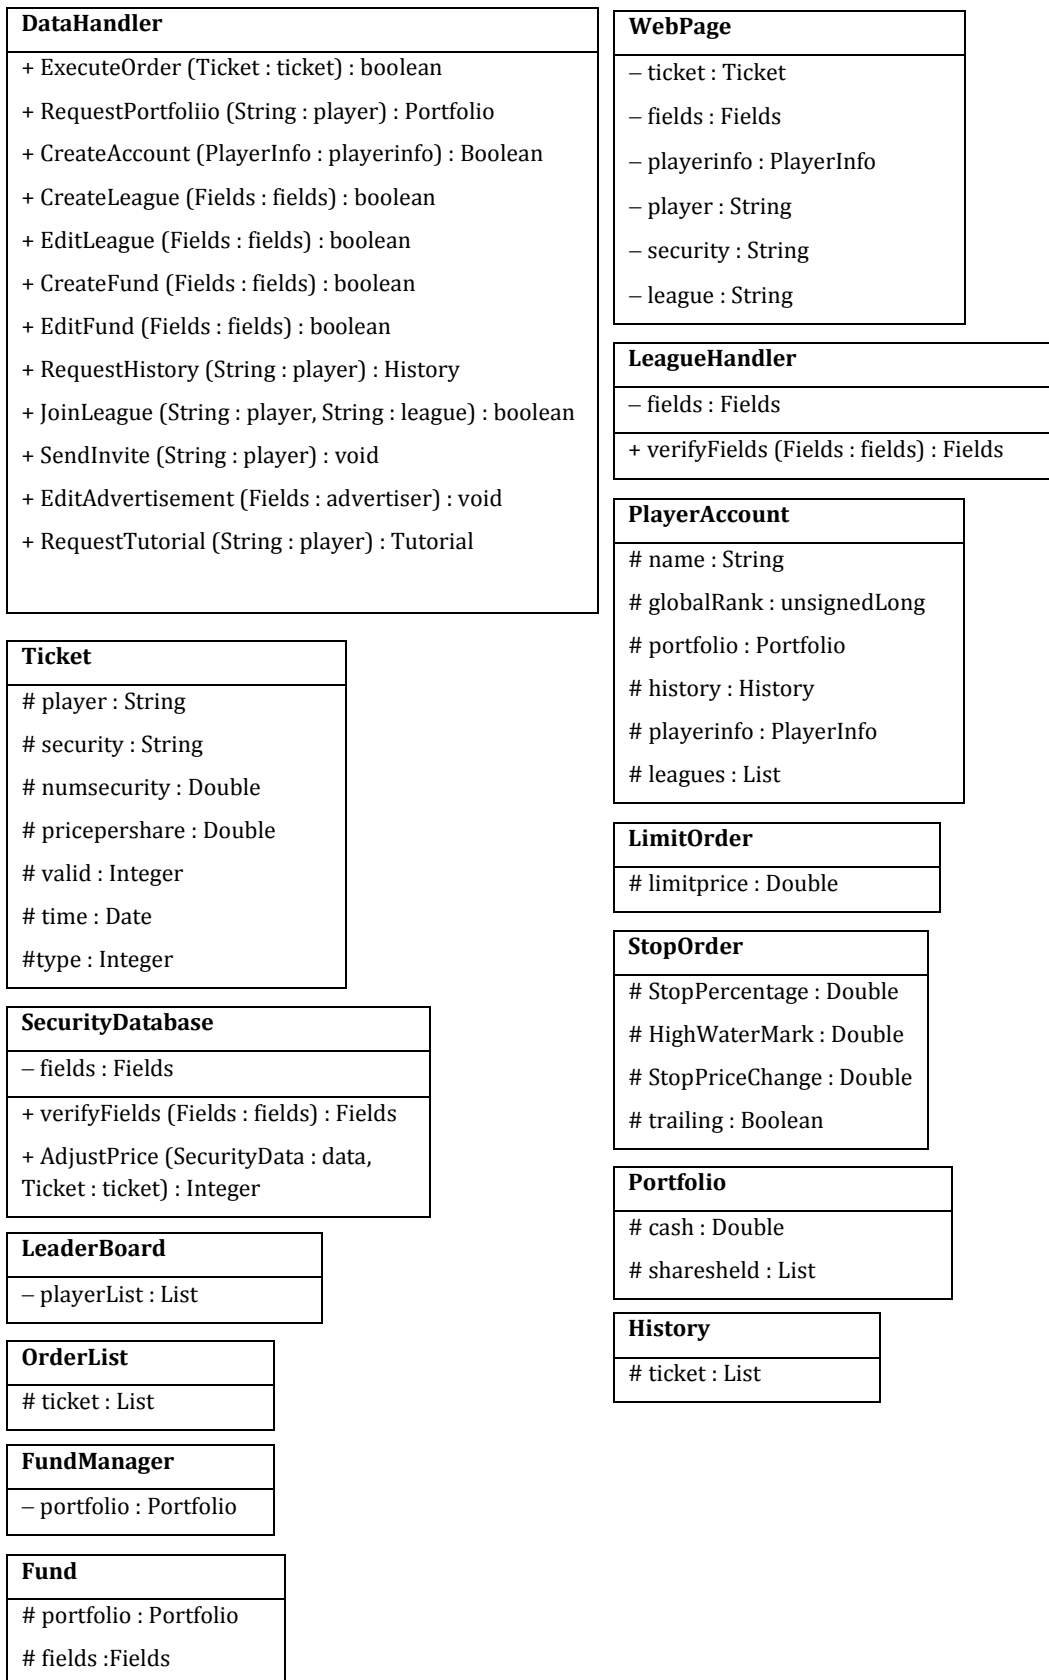 DataHandler
+ ExecuteOrder (Ticket : ticket) : boolean
+ RequestPortfoliio (String : player) : Portfolio
+ CreateAccount (PlayerInfo : playerinfo) : Boolean
+ CreateLeague (Fields : fields) : boolean
+ EditLeague (Fields : fields) : boolean
+ CreateFund (Fields : fields) : boolean
+ EditFund (Fields : fields) : boolean
+ RequestHistory (String : player) : History
+ JoinLeague (String : player, String : league) : boolean
+ SendInvite (String : player) : void
+ EditAdvertisement (Fields : advertiser) : void
+ RequestTutorial (String : player) : Tutorial
Ticket
# player : String
# security : String
# numsecurity : Double
# pricepershare : Double
# valid : Integer
# time : Date
#type : Integer
SecurityDatabase
– fields : Fields
+ verifyFields (Fields : fields) : Fields
+ AdjustPrice (SecurityData : data,
Ticket : ticket) : Integer
LeaderBoard
– playerList : List
OrderList
# ticket : List
FundManager
– portfolio : Portfolio
Fund
# portfolio : Portfolio
# fields :Fields
WebPage
– ticket : Ticket
– fields : Fields
– playerinfo : PlayerInfo
– player : String
– security : String
– league : String
LeagueHandler
– fields : Fields
+ verifyFields (Fields : fields) : Fields
PlayerAccount
# name : String
# globalRank : unsignedLong
# portfolio : Portfolio
# history : History
# playerinfo : PlayerInfo
# leagues : List
LimitOrder
# limitprice : Double
StopOrder
# StopPercentage : Double
# HighWaterMark : Double
# StopPriceChange : Double
# trailing : Boolean
Portfolio
# cash : Double
# sharesheld : List
History
# ticket : List